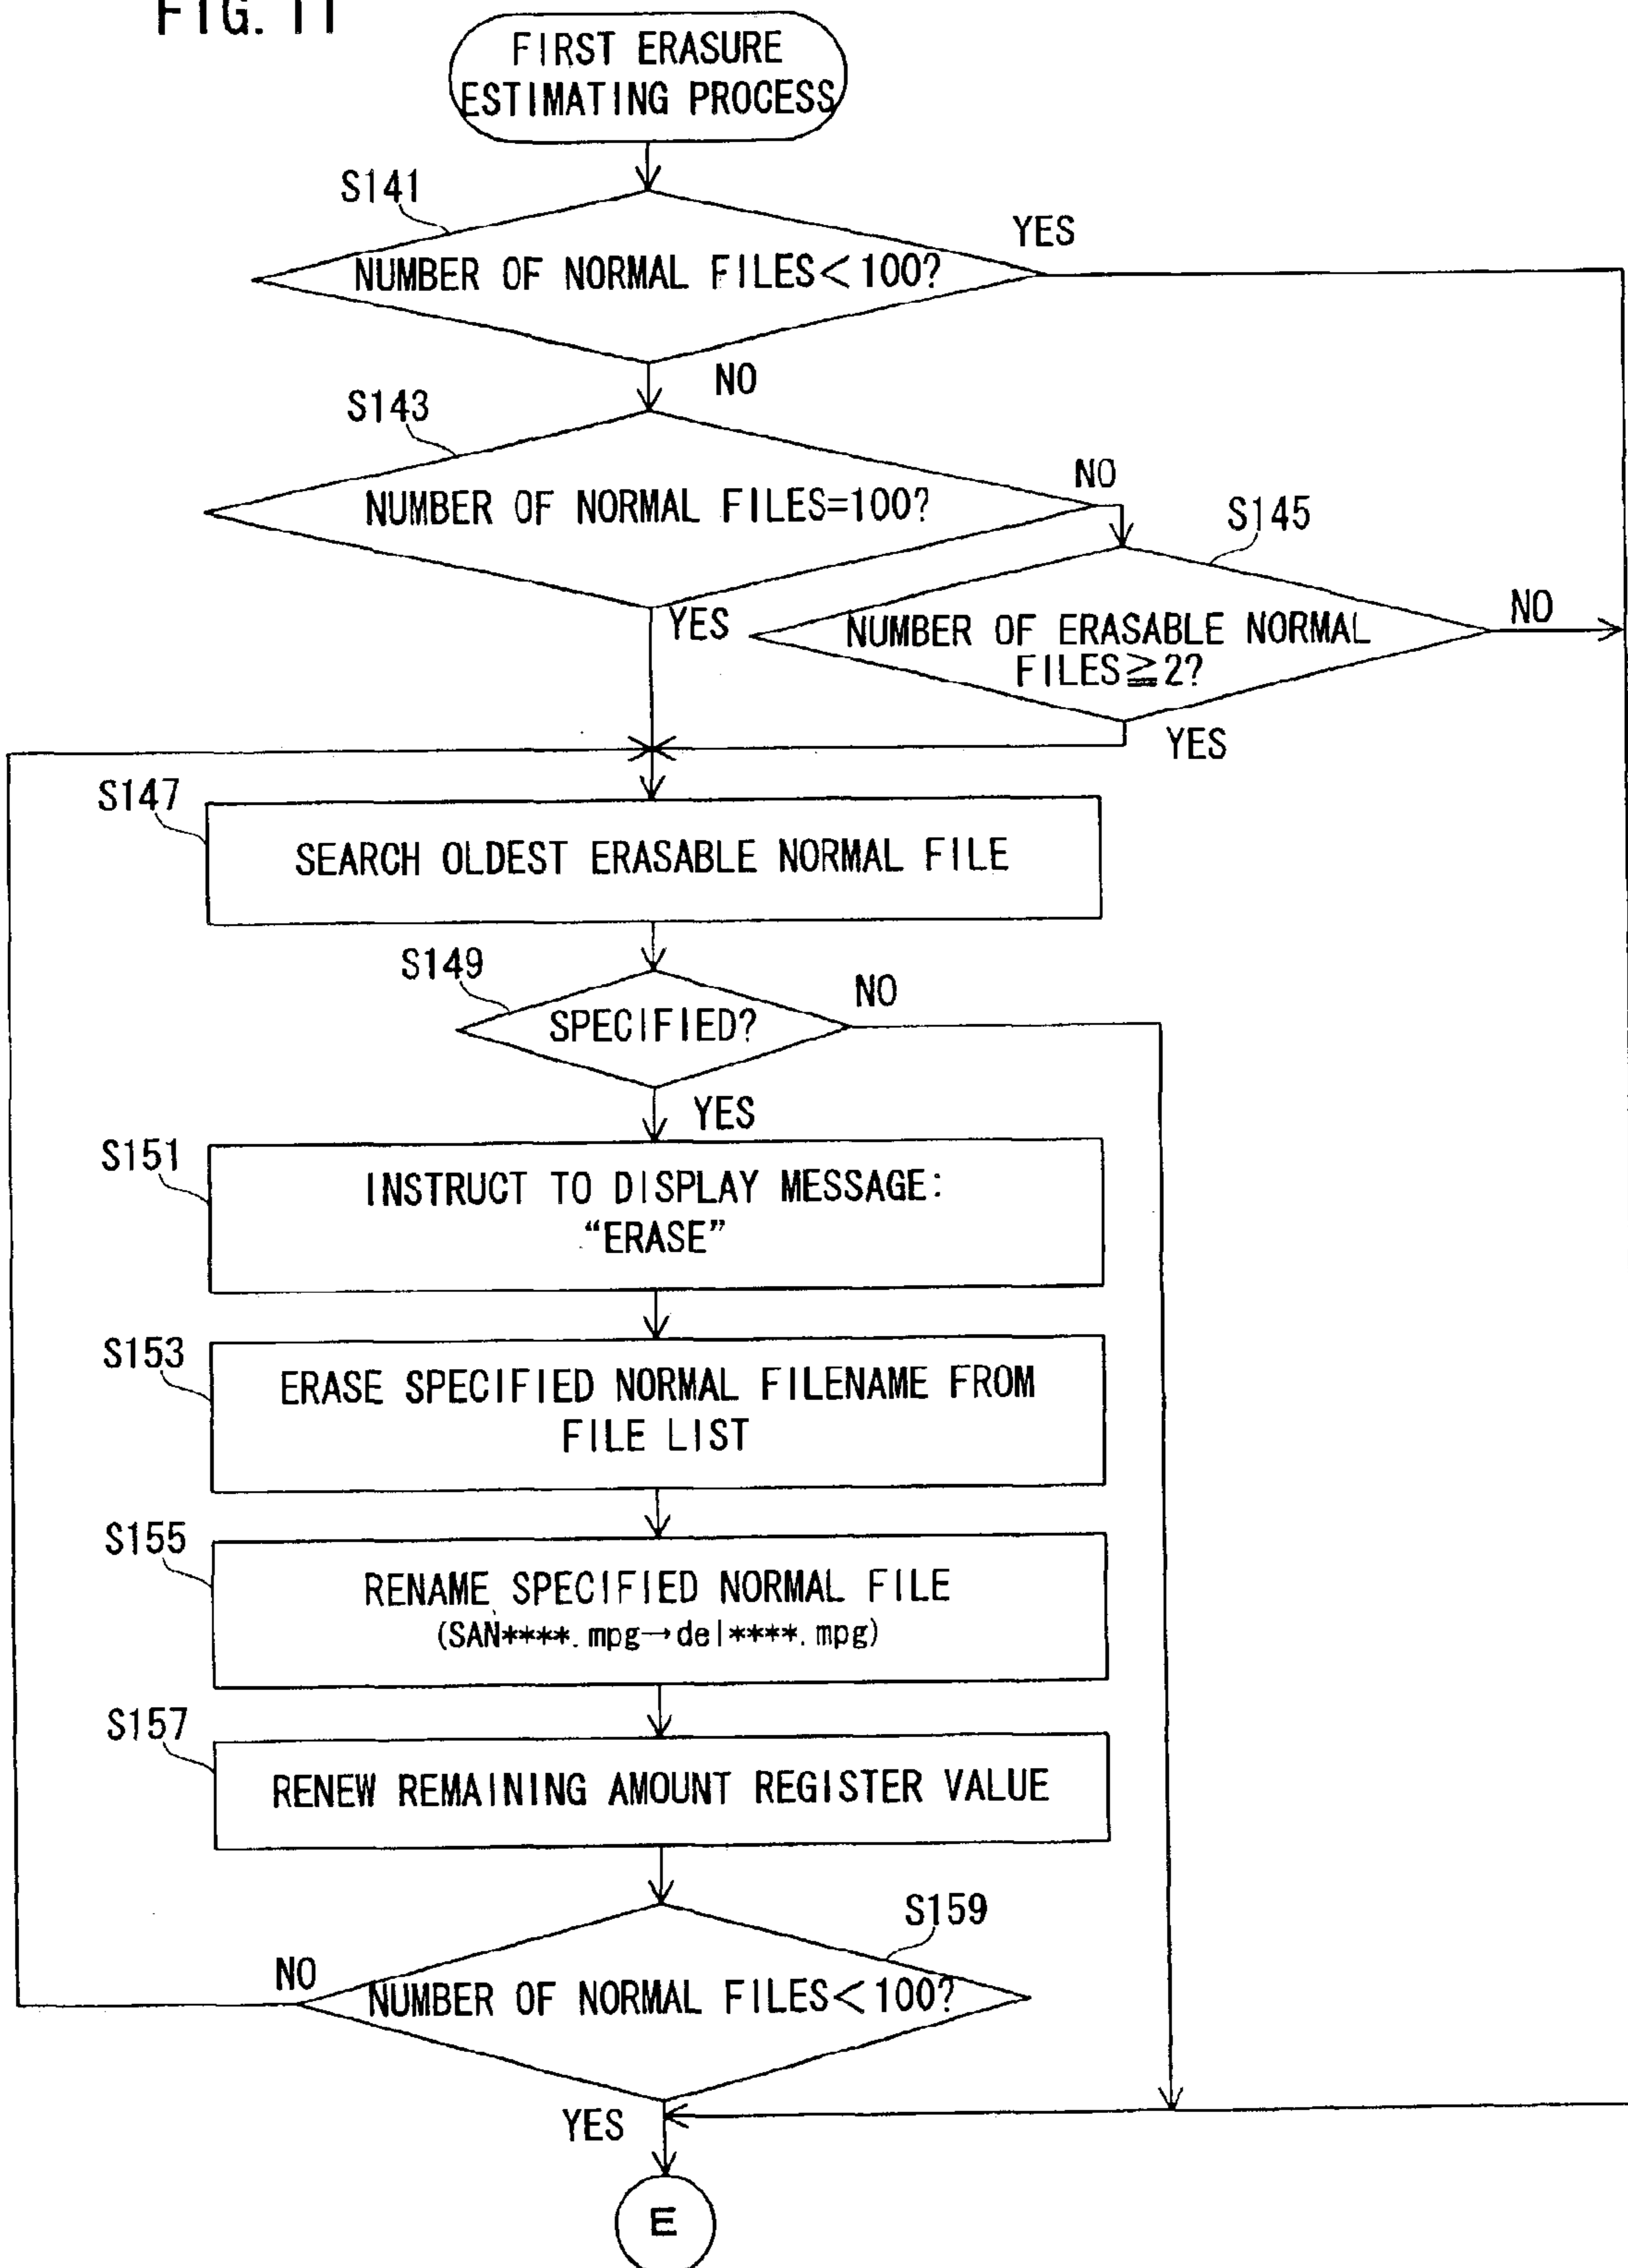 FIG. 11
FIRST ERASURE
ESTIMATING PROCESS
S141
YES
NUMBER OF NORMAL FILES<100?
NO
S143
NO
NUMBER OF NORMAL FILES=100?
S145
YES
NO
NUMBER OF ERASABLE NORMAL
FILES≧2?
YES
S147
SEARCH OLDEST ERASABLE NORMAL FILE
S149
NO
SPECIFIED?
YES
S151
INSTRUCT TO DISPLAY MESSAGE:
“ERASE”
S153
ERASE SPECIFIED NORMAL FILENAME FROM
FILE LIST
S155
RENAME SPECIFIED NORMAL FILE
(SAN****.mpg→del****.mpg)
S157
RENEW REMAINING AMOUNT REGISTER VALUE
S159
NO
NUMBER OF NORMAL FILES<100?
YES
E